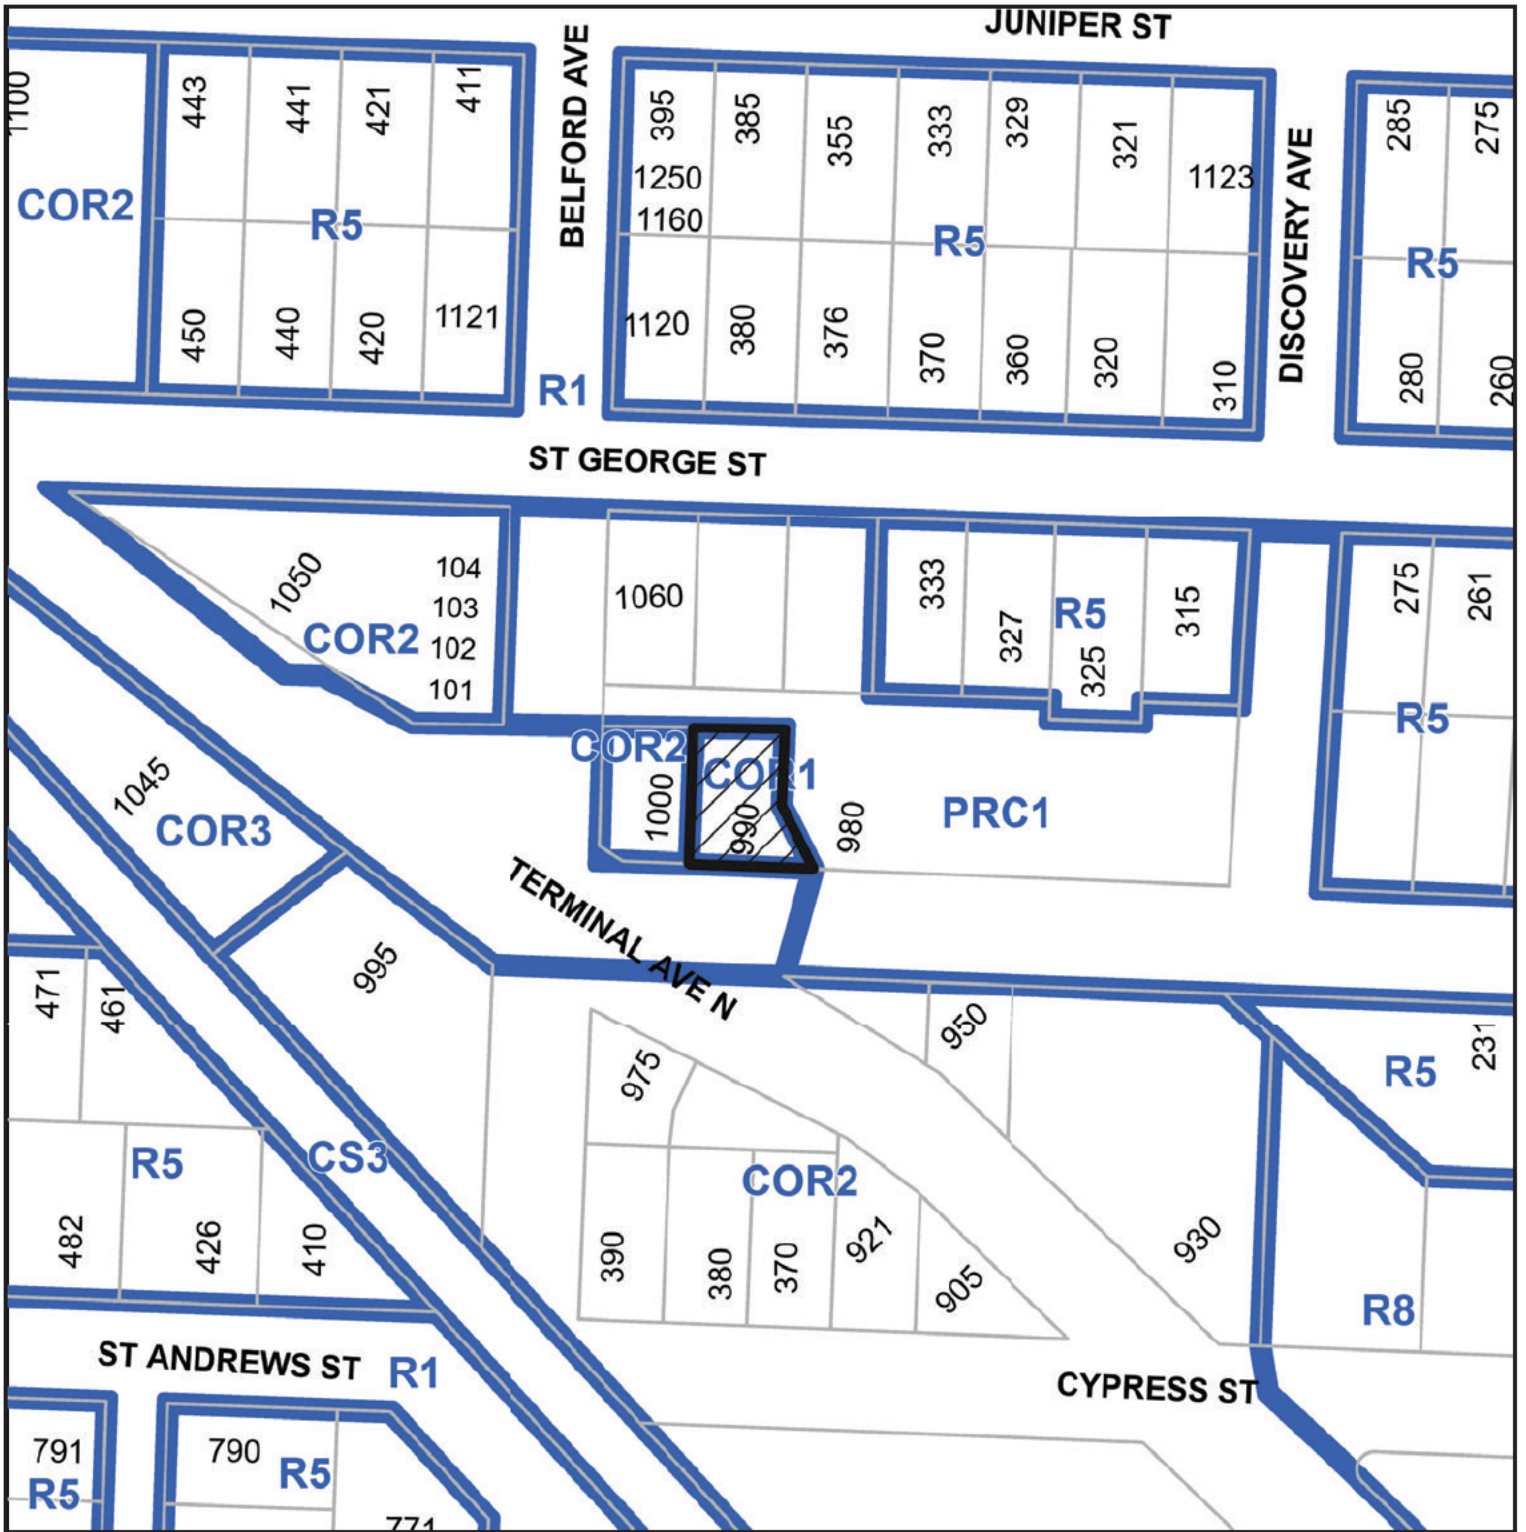 JUNIPER ST
BELFORD AVE
DISCOVERY AVE
1100
443
441
421
411
395
385
355
333
329
321
1123
285
275
1250
1160
COR2
R5
R5
R5
450
440
420
1121
1120
380
376
370
360
320
310
280
260
R1
ST GEORGE ST
1050
104
103
102
101
COR2
1060
333
327
R5
325
315
275
261
R5
COR2
COR1
1000
990
980
PRC1
1045
COR3
TERMINAL AVE N
995
471
461
975
950
231
R5
R5
CS3
COR2
482
426
410
390
380
370
921
905
930
R8
ST ANDREWS ST
R1
CYPRESS ST
791
R5
790
R5
771